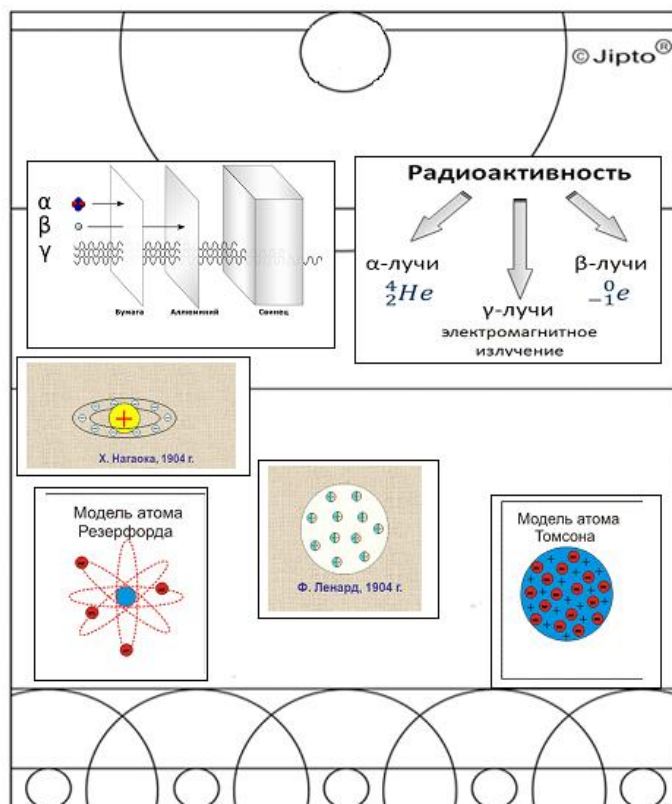 © Jipto®
α
β
γ
Бумага Аллюминий Свинец
Радиоактивность
α-лучи
⁴₂He
β-лучи
⁰₋₁e
γ-лучи
электромагнитное
излучение
+
Х. Нагаока, 1904 г.
Модель атома
Резерфорда
Ф. Ленард, 1904 г.
Модель атома
Томсона